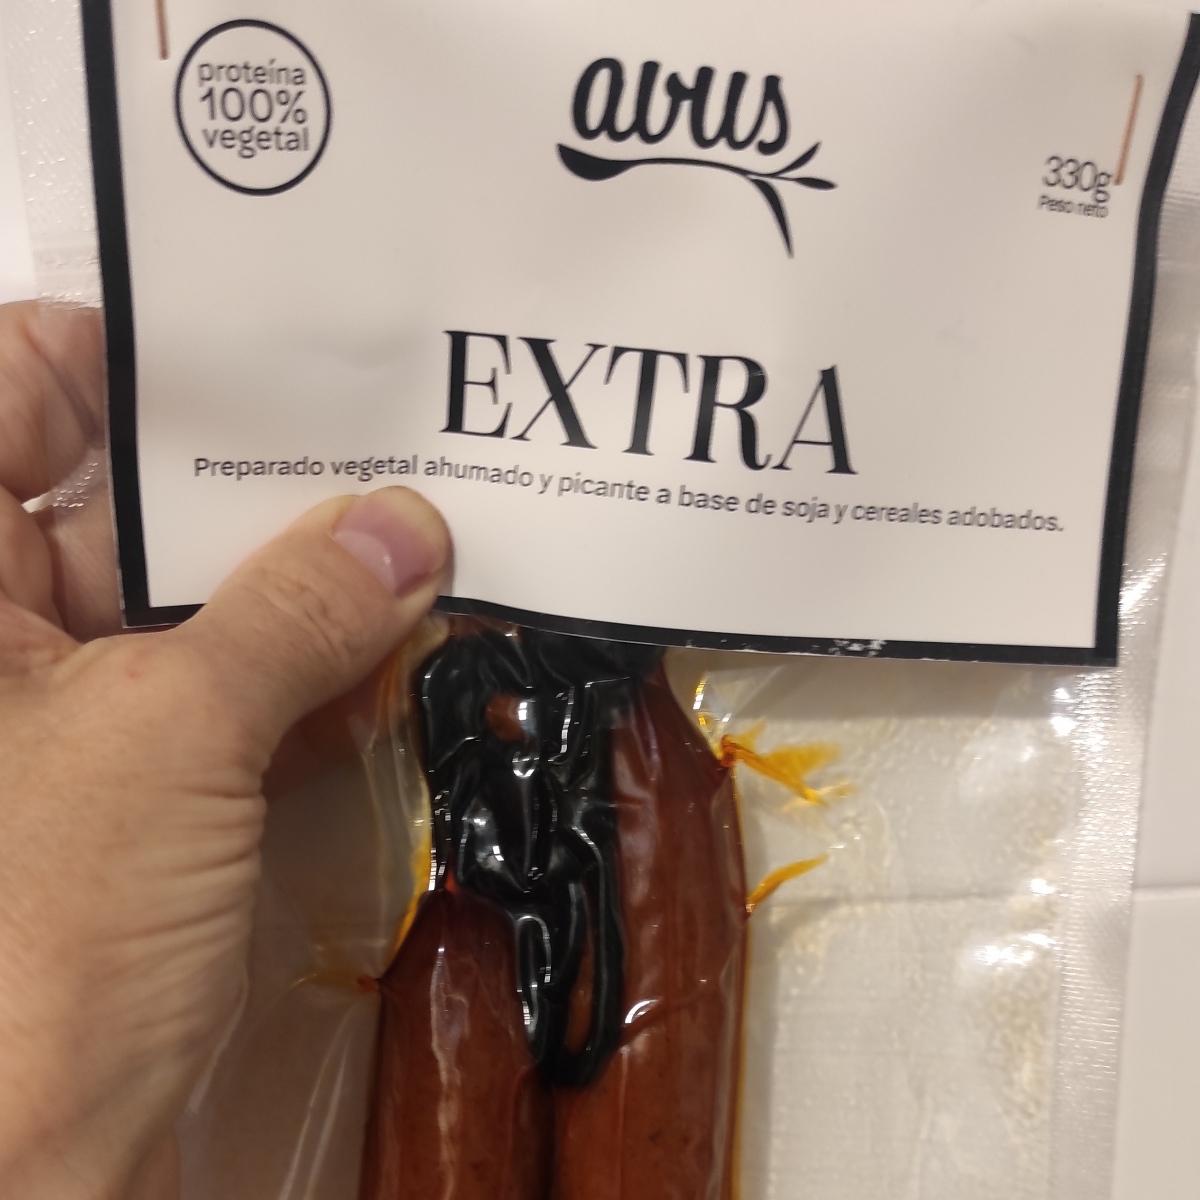 proteína
100%
vegetal
avus
330g
Peso neto
EXTRA
Preparado vegetal ahumado y picante a base de soja y cereales adobados.